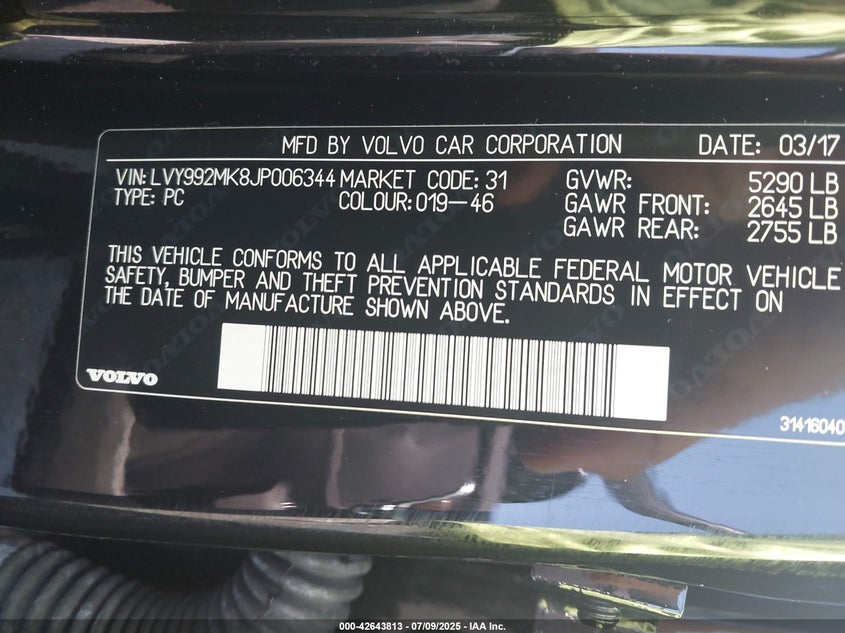 MFD BY VOLVO CAR CORPORATION DATE: 03/17
VIN: LVY992MK8JP006344 MARKET CODE: 31 GVWR: 5290 LB
TYPE: PC COLOUR: 019-46 GAWR FRONT: 2645 LB
GAWR REAR: 2755 LB
THIS VEHICLE CONFORMS TO ALL APPLICABLE FEDERAL MOTOR VEHICLE
SAFETY, BUMPER AND THEFT PREVENTION STANDARDS IN EFFECT ON
THE DATE OF MANUFACTURE SHOWN ABOVE.
VOLVO
31416040
000-42643813 / 07/09/2025 - IAA Inc.